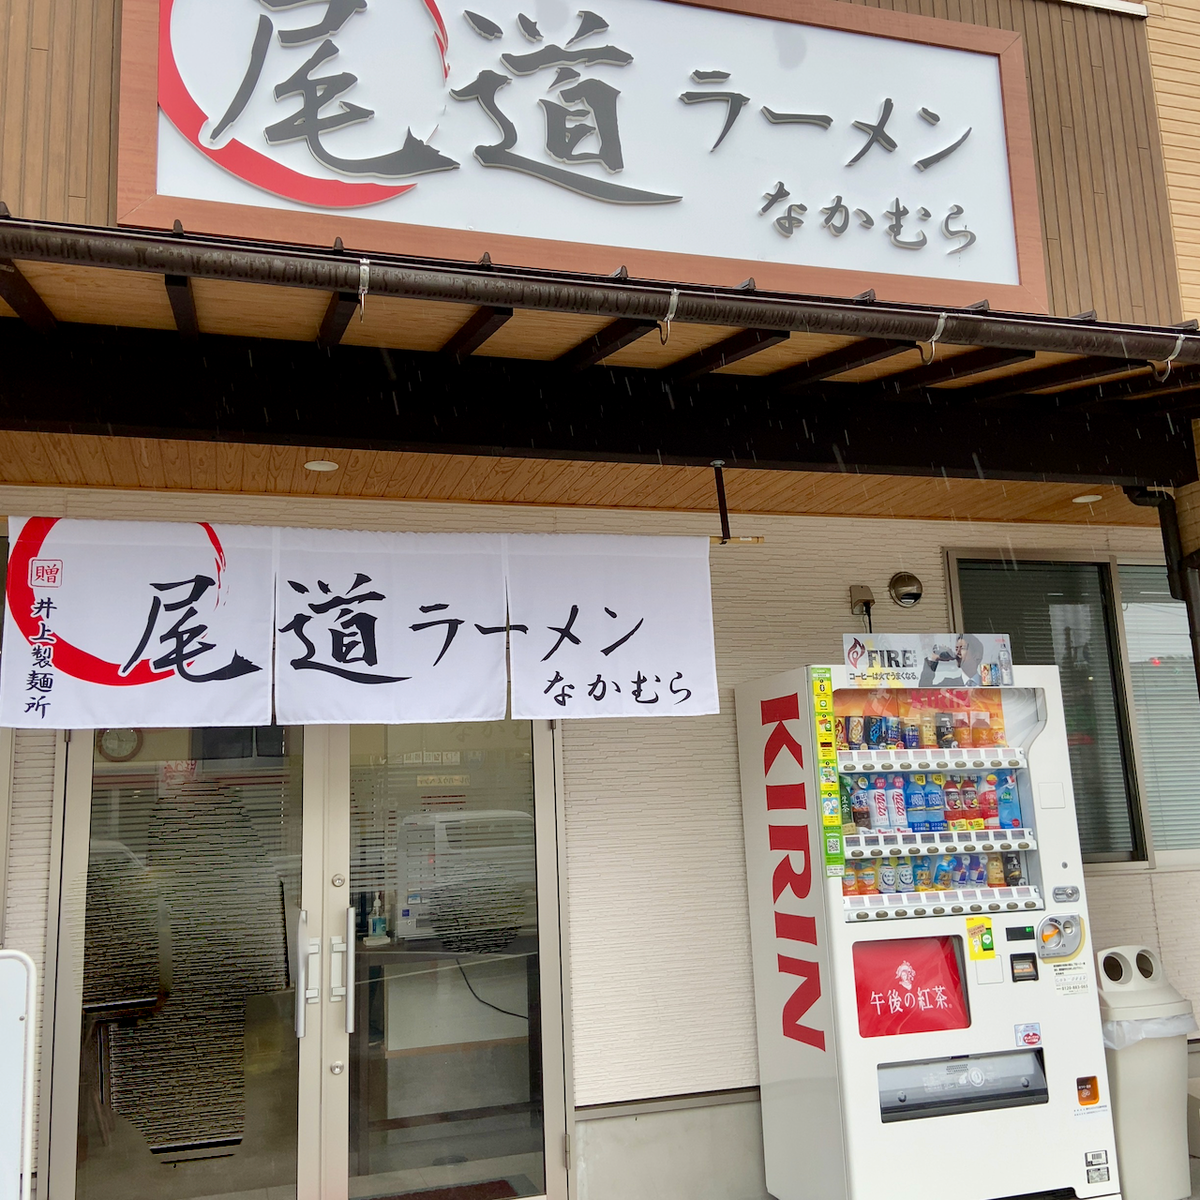 尾道ラーメン
なかむら
贈
井上製麺所
尾道ラーメン
なかむら
FIRE
コーヒーは火でうまくなる。
KIRIN
KIRIN
午後の紅茶